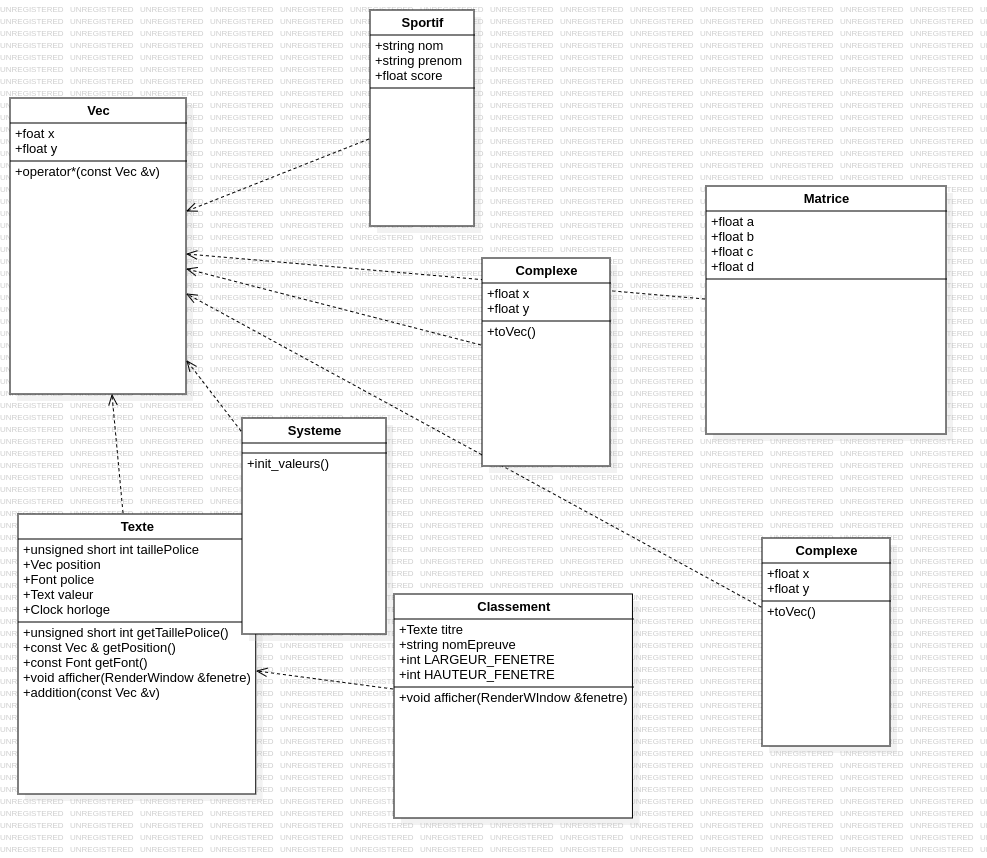 Sportif
+string nom
+string prenom
+float score
Vec
+foat x
+float y
+operator*(const Vec &v)
Matrice
+float a
+float b
+float c
+float d
Complexe
+float x
+float y
+toVec()
Systeme
+init_valeurs()
Texte
+unsigned short int taillePolice
+Vec position
+Font police
+Text valeur
+Clock horloge
+unsigned short int getTaillePolice()
+const Vec & getPosition()
+const Font getFont()
+void afficher(RenderWindow &fenetre)
+addition(const Vec &v)
Classement
+Texte titre
+string nomEpreuve
+int LARGEUR_FENETRE
+int HAUTEUR_FENETRE
+void afficher(RenderWIndow &fenetre)
Complexe
+float x
+float y
+toVec()